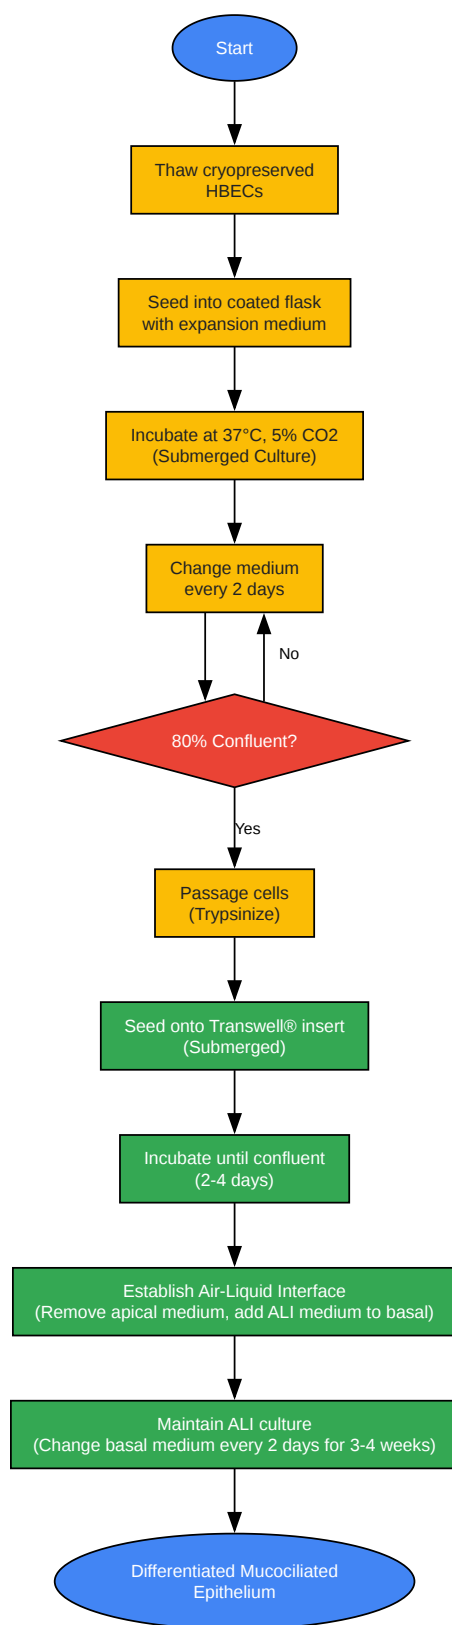 Start
Thaw cryopreserved
HBECs
Seed into coated flask
with expansion medium
Incubate at 37°C, 5% CO2
(Submerged Culture)
Change medium
every 2 days
No
80% Confluent?
Yes
Passage cells
(Trypsinize)
Seed onto Transwell® insert
(Submerged)
Incubate until confluent
(2-4 days)
Establish Air-Liquid Interface
(Remove apical medium, add ALI medium to basal)
Maintain ALI culture
(Change basal medium every 2 days for 3-4 weeks)
Differentiated Mucociliated
Epithelium